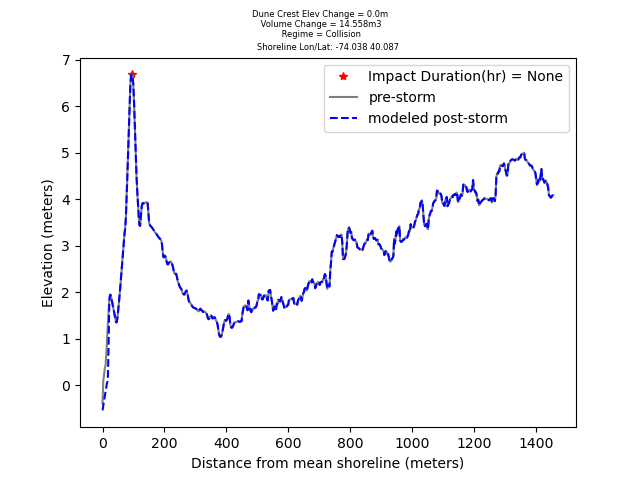 Dune Crest Elev Change = 0.0m
Volume Change = 14.558m3
Regime = Collision
Shoreline Lon/Lat: -74.038 40.087
Impact Duration(hr) = None
pre-storm
modeled post-storm
7
6
5
4
3
2
1
0
Elevation (meters)
0 200 400 600 800 1000 1200 1400
Distance from mean shoreline (meters)